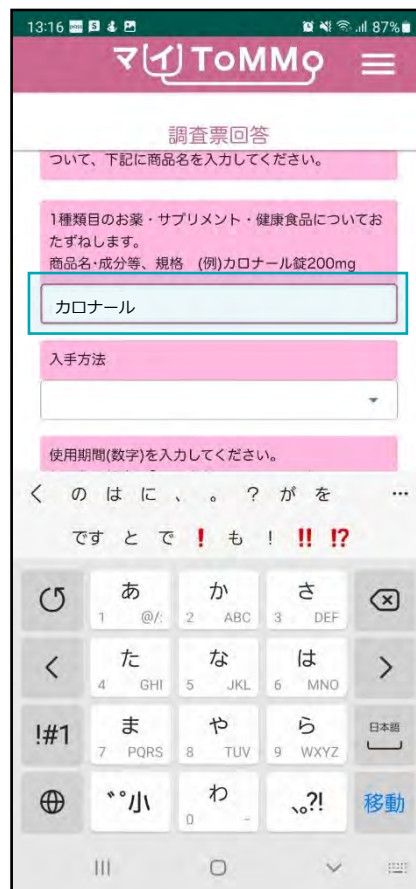 13:16
87%
マイToMMo
調査票回答
ついて、下記に商品名を入力してください。
1種類目のお薬・サプリメント・健康食品についてお
たずねします。
商品名・成分等、規格 (例)カロナール錠200mg
カロナール
入手方法
使用期間(数字)を入力してください。
の は に 、 。 ? が を
です と で ! も ! !! !?
あ か さ
1 @/: 2 ABC 3 DEF
た な は
4 GHI 5 JKL 6 MNO
!#1 ま や ら 日本語
7 PQRS 8 TUV 9 WXYZ
゛゜小 わ 、。?! 移動
0 -